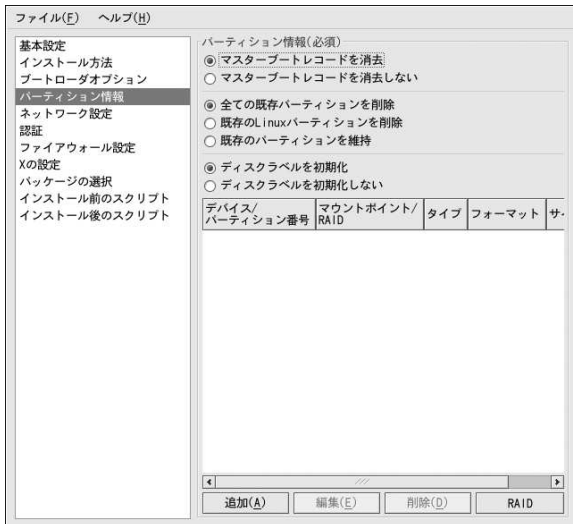 ファイル(F) ヘルプ(H)
基本設定
インストール方法
ブートローダオプション
パーティション情報
ネットワーク設定
認証
ファイアウォール設定
Xの設定
パッケージの選択
インストール前のスクリプト
インストール後のスクリプト
パーティション情報(必須)
マスターブートレコードを消去
マスターブートレコードを消去しない
全ての既存パーティションを削除
既存のLinuxパーティションを削除
既存のパーティションを維持
ディスクラベルを初期化
ディスクラベルを初期化しない
デバイス/
パーティション番号
マウントポイント/
RAID
タイプ
フォーマット
サイ
追加(A) 編集(E) 削除(D) RAID